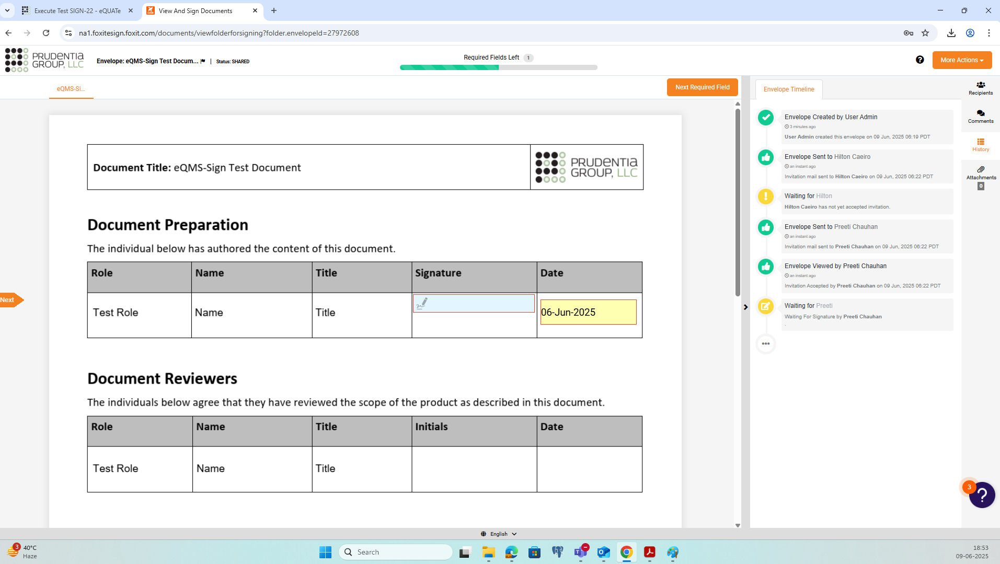 Execute Test SIGN-22 - eQUATe
View And Sign Documents
na1.foxitesign.foxit.com/documents/viewfolderforsigning?folder.envelopeId=27972608
PRUDENTIA
GROUP, LLC
Envelope: eQMS-Sign Test Docum... | Status: SHARED
Required Fields Left 1
More Actions
eQMS-Si...
Next Required Field
Document Title: eQMS-Sign Test Document
PRUDENTIA
GROUP, LLC
Document Preparation
The individual below has authored the content of this document.
Role Name Title Signature Date
Test Role Name Title 06-Jun-2025
Next
Document Reviewers
The individuals below agree that they have reviewed the scope of the product as described in this document.
Role Name Title Initials Date
Test Role Name Title
Envelope Timeline
Envelope Created by User Admin
3 minutes ago
User Admin created this envelope on 09 Jun, 2025 06:19 PDT
Envelope Sent to Hilton Caeiro
an instant ago
Invitation mail sent to Hilton Caeiro on 09 Jun, 2025 06:22 PDT
Waiting for Hilton
Hilton Caeiro has not yet accepted invitation.
Envelope Sent to Preeti Chauhan
an instant ago
Invitation mail sent to Preeti Chauhan on 09 Jun, 2025 06:22 PDT
Envelope Viewed by Preeti Chauhan
an instant ago
Invitation Accepted by Preeti Chauhan on 09 Jun, 2025 06:22 PDT
Waiting for Preeti
Waiting For Signature by Preeti Chauhan
.
Recipients
Comments
History
Attachments
0
3
?
English
3
40°C
Haze
Search
18:53
09-06-2025